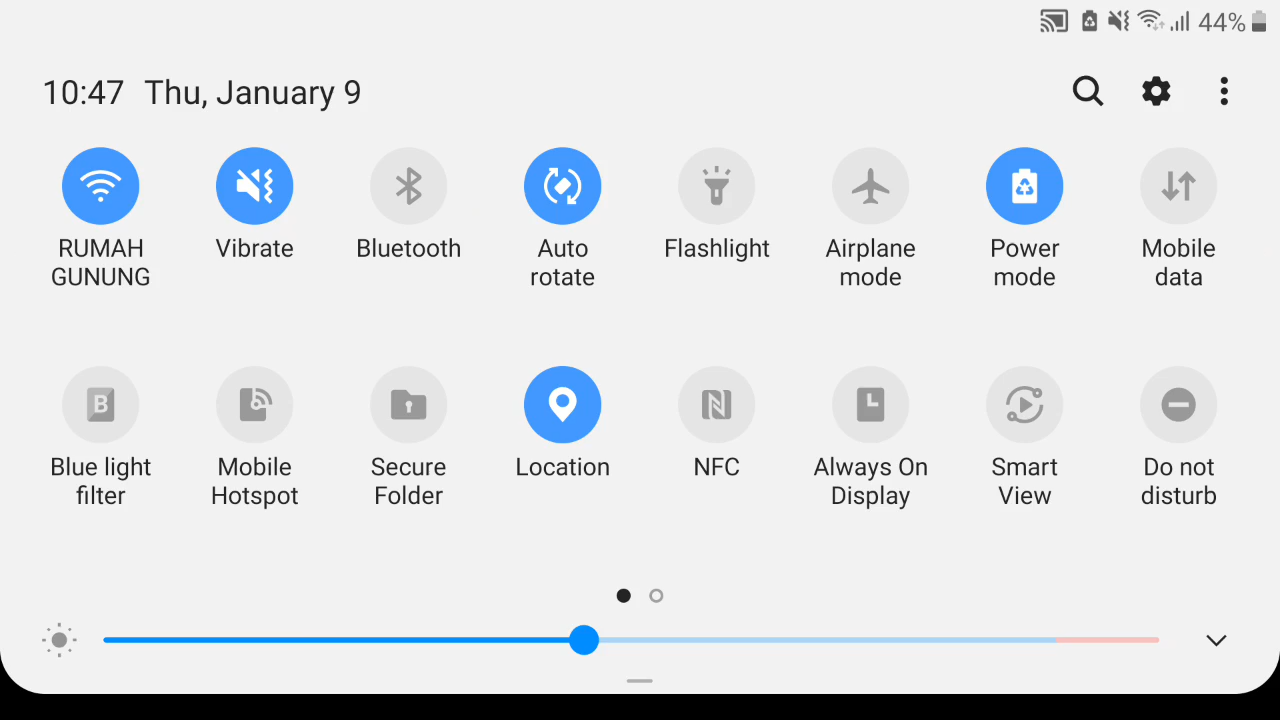 44%
10:47 Thu, January 9
RUMAH
GUNUNG
Vibrate
Bluetooth
Auto
rotate
Flashlight
Airplane
mode
Power
mode
Mobile
data
B
Blue light
filter
Mobile
Hotspot
Secure
Folder
Location
NFC
Always On
Display
Smart
View
Do not
disturb